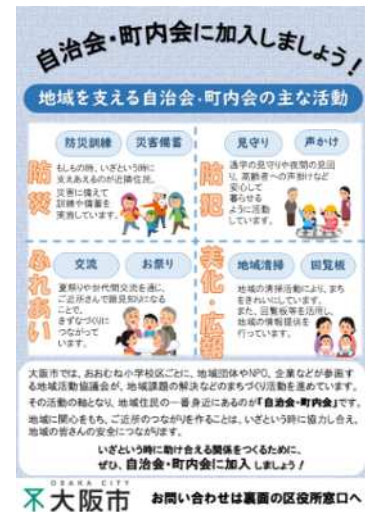 自治会・町内会に加入しましょう！
地域を支える自治会・町内会の主な活動
防災
防災訓練 災害備蓄
もしもの時、いざという時に
支えあえるのが近隣住民。
災害に備えて
訓練や備蓄を
実施しています。
防犯
見守り 声かけ
通学の見守りや夜間の見回
り、高齢者への声掛けなど
安心して
暮らせる
ように活動
しています。
ふれあい
交流 お祭り
夏祭りや世代間交流を通じ、
ご近所さんで顔見知りになる
ことで、
きずなづくりに
つながって
います。
美化・広報
地域清掃 回覧板
地域の清掃活動により、まち
をきれいにしています。
また、回覧板等を活用し、
地域の情報提供を
行っています。
大阪市では、おおむね小学校区ごとに、地域団体やNPO、企業などが参画す
る地域活動協議会が、地域課題の解決などのまちづくり活動を進めています。
その活動の軸となり、地域住民の一番身近にあるのが「自治会・町内会」です。
地域に関心をもち、ご近所のつながりを作ることは、いざという時に協力し合え、
地域の皆さんの安全につながります。
いざという時に助け合える関係をつくるために、
ぜひ、自治会・町内会に加入しましょう！
OSAKA CITY
大阪市 お問い合わせは裏面の区役所窓口へ